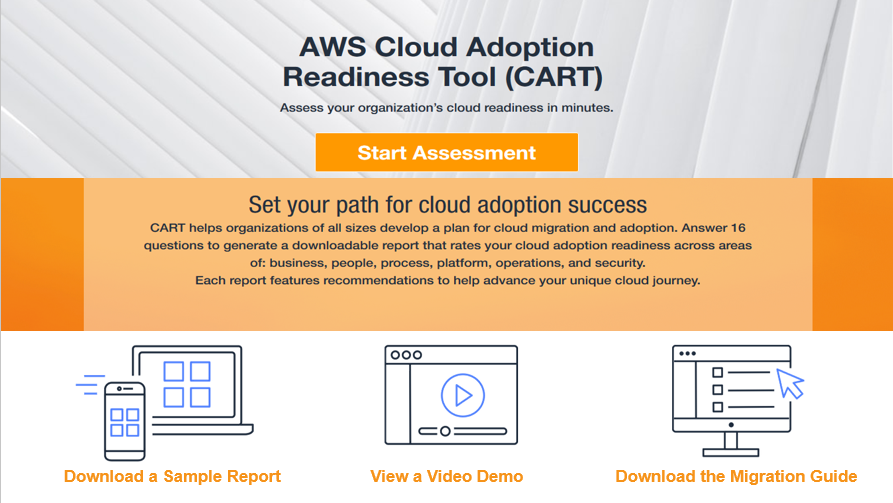 AWS Cloud Adoption
Readiness Tool (CART)
Assess your organization's cloud readiness in minutes.
Start Assessment
Set your path for cloud adoption success
CART helps organizations of all sizes develop a plan for cloud migration and adoption. Answer 16
questions to generate a downloadable report that rates your cloud adoption readiness across areas
of: business, people, process, platform, operations, and security.
Each report features recommendations to help advance your unique cloud journey.
Download a Sample Report
View a Video Demo
Download the Migration Guide